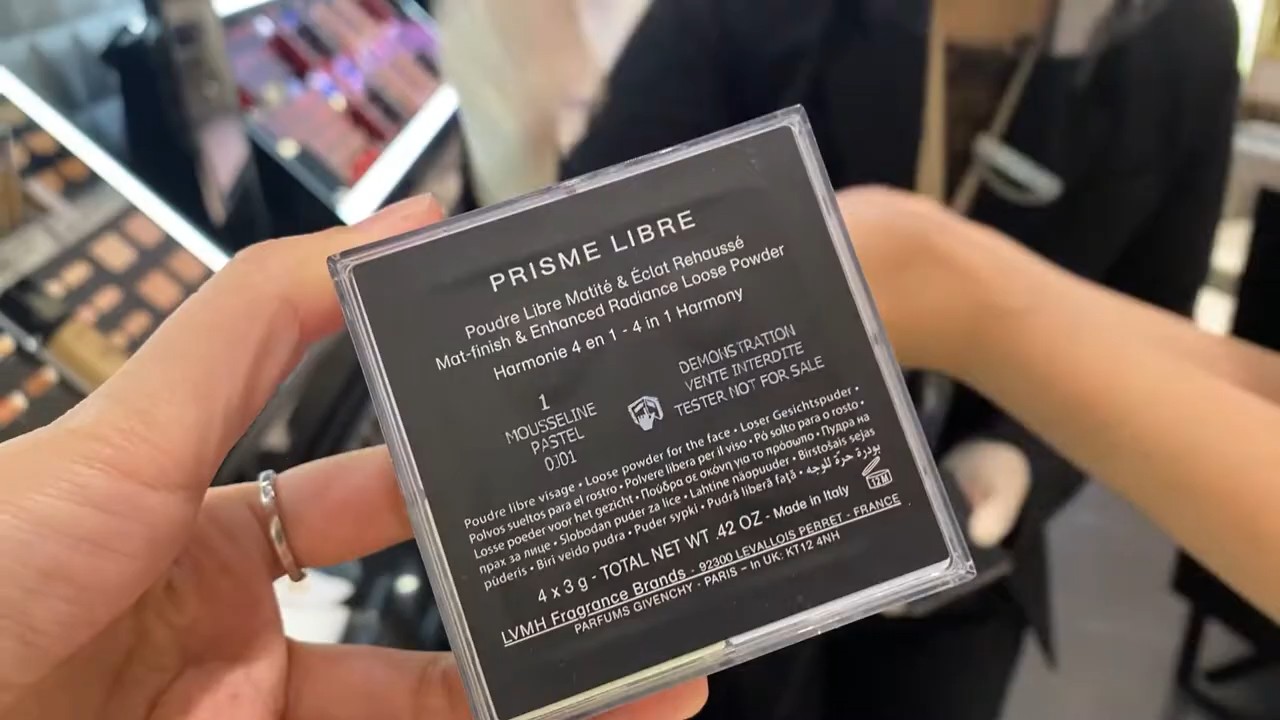 PRISME LIBRE
Poudre Libre Matité & Éclat Rehaussé
Mat-finish & Enhanced Radiance Loose Powder
Harmonie 4 en 1 - 4 in 1 Harmony
1
MOUSSELINE
PASTEL
0J01
DEMONSTRATION
VENTE INTERDITE
TESTER NOT FOR SALE
Poudre libre visage • Loose powder for the face • Loser Gesichtspuder •
Polvos sueltos para el rostro • Polvere libera per il viso • Pó solto para o rosto •
Losse poeder voor het gezicht • Πούδρα σε σκόνη για το πρόσωπο • Пудра на
прах за лице • Slobodan puder za lice • Lahtine näopuuder • Birstošais sejas
pūderis • Biri veido pudra • Puder sypki • Pudră liberă faţă • بودرة حرّة للوجه
12M
4 x 3 g - TOTAL NET WT .42 OZ - Made in Italy
LVMH Fragrance Brands - 92300 LEVALLOIS PERRET - FRANCE
PARFUMS GIVENCHY - PARIS - In UK: KT12 4NH